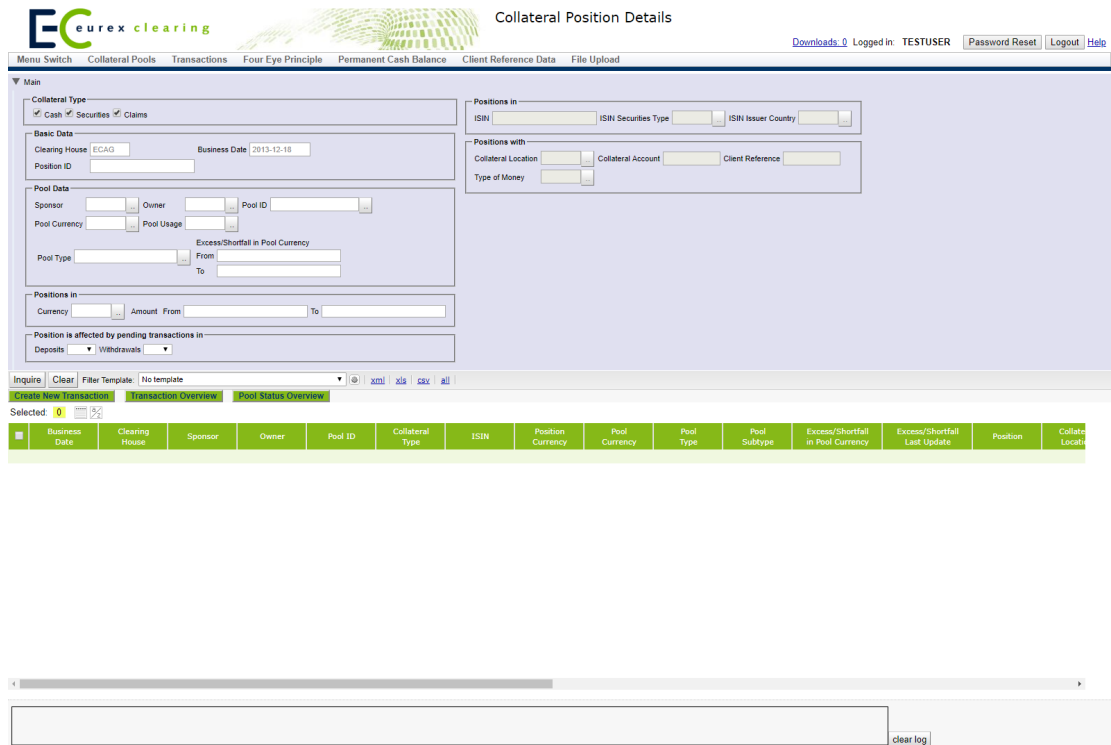 EC eurex clearing
Collateral Position Details
Downloads: 0 Logged in: TESTUSER Password Reset Logout Help
Menu Switch Collateral Pools Transactions Four Eye Principle Permanent Cash Balance Client Reference Data File Upload
Main
Collateral Type
Cash Securities Claims
Basic Data
Clearing House ECAG Business Date 2013-12-18
Position ID
Pool Data
Sponsor ... Owner ... Pool ID ...
Pool Currency ... Pool Usage ...
Excess/Shortfall in Pool Currency
Pool Type ... From
To
Positions in
Currency ... Amount From To
Position is affected by pending transactions in
Deposits Withdrawals
Positions in
ISIN ISIN Securities Type ... ISIN Issuer Country ...
Positions with
Collateral Location ... Collateral Account Client Reference
Type of Money ...
Inquire Clear Filter Template: No template xml xls csv all
Create New Transaction Transaction Overview Pool Status Overview
Selected: 0
Business Date Clearing House Sponsor Owner Pool ID Collateral Type ISIN Position Currency Pool Currency Pool Type Pool Subtype Excess/Shortfall in Pool Currency Excess/Shortfall Last Update Position Collate Locati
clear log